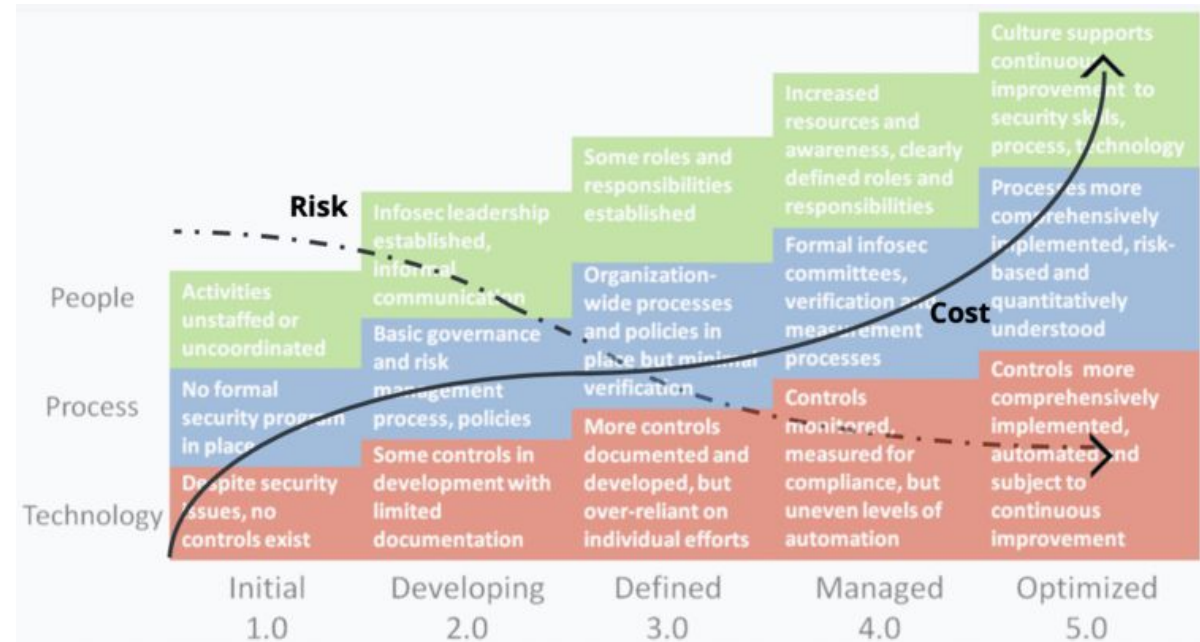 Culture supports
continuous
improvement to
security skills,
process, technology
Increased
resources and
awareness, clearly
defined roles and
responsibilities
Some roles and
responsibilities
established
Risk
Infosec leadership
established,
informal
communication
People
Activities
unstaffed or
uncoordinated
Processes more
comprehensively
implemented, risk-
based and
quantitatively
understood
Formal infosec
committees,
verification and
measurement
processes
Cost
Organization-
wide processes
and policies in
place but minimal
verification
Basic governance
and risk
management
process, policies
Process
No formal
security program
in place
Controls more
comprehensively
implemented,
automated and
subject to
continuous
improvement
Controls
monitored,
measured for
compliance, but
uneven levels of
automation
More controls
documented and
developed, but
over-reliant on
individual efforts
Some controls in
development with
limited
documentation
Technology
Despite security
issues, no
controls exist
Initial
1.0
Developing
2.0
Defined
3.0
Managed
4.0
Optimized
5.0